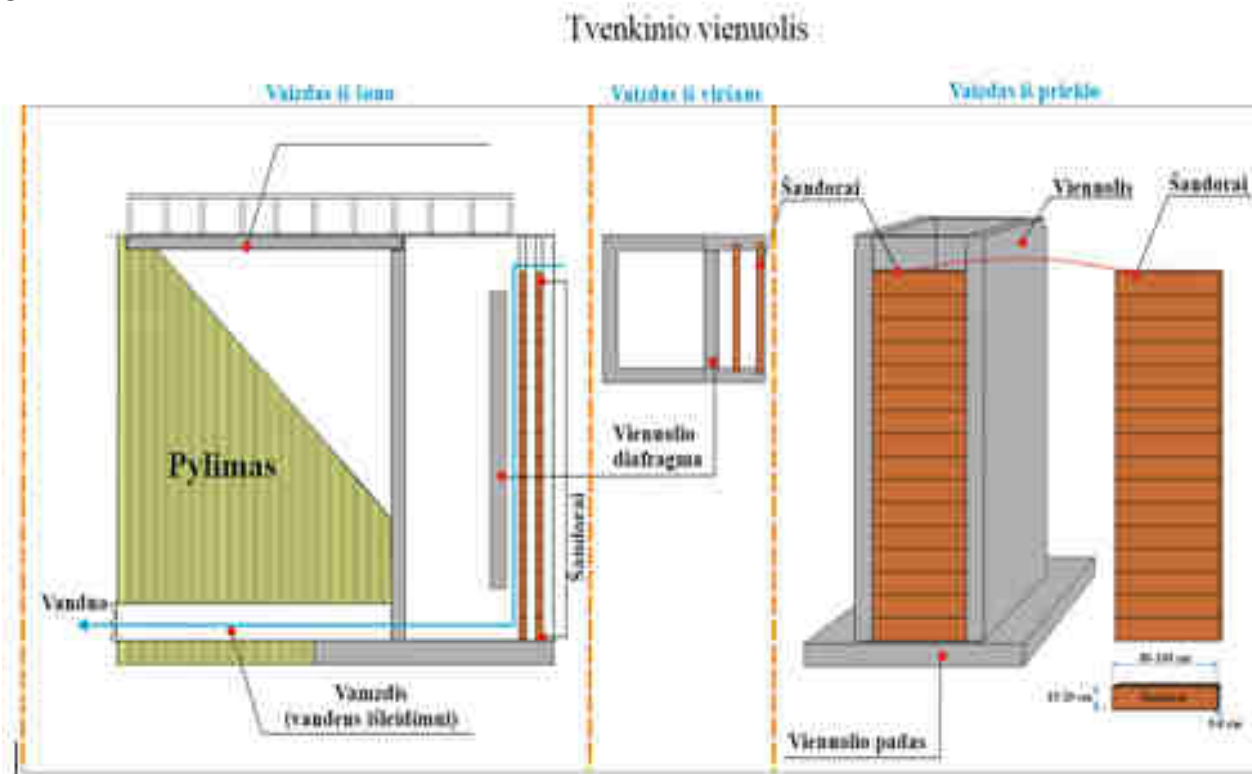 Tvenkinio vienuolis
Vaizdas iš šono
Vaizdas iš viršaus
Vaizdas iš priekio
Šandorai
Vienuolis
Šandorai
Pylimas
Vienuolio
diafragma
Šandorai
Vanduo
Vamzdis
(vandens išleidimui)
Vienuolio padas